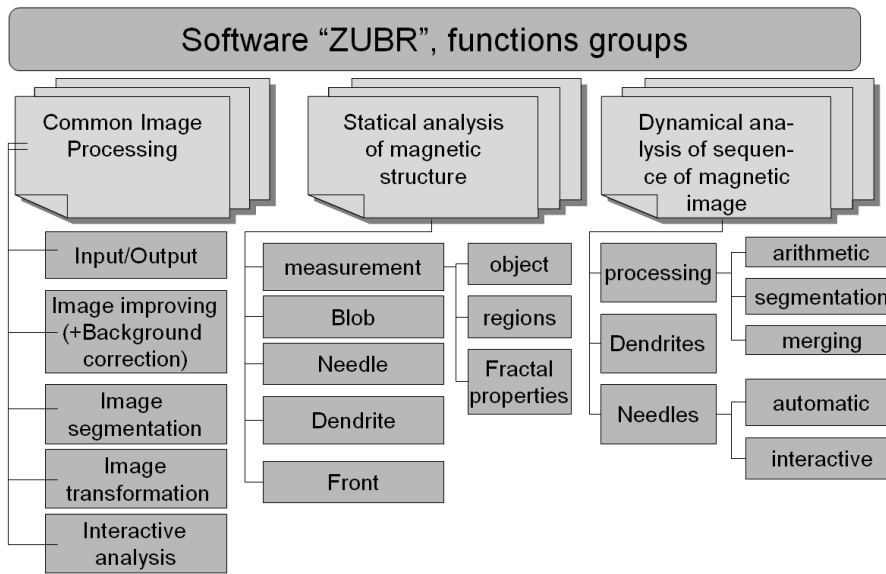 Software “ZUBR”, functions groups
Common Image
Processing
Input/Output
Image improving
(+Background
correction)
Image
segmentation
Image
transformation
Interactive
analysis
Statical analysis
of magnetic
structure
measurement
object
regions
Fractal
properties
Blob
Needle
Dendrite
Front
Dynamical ana-
lysis of sequen-
ce of magnetic
image
processing
arithmetic
segmentation
merging
Dendrites
Needles
automatic
interactive